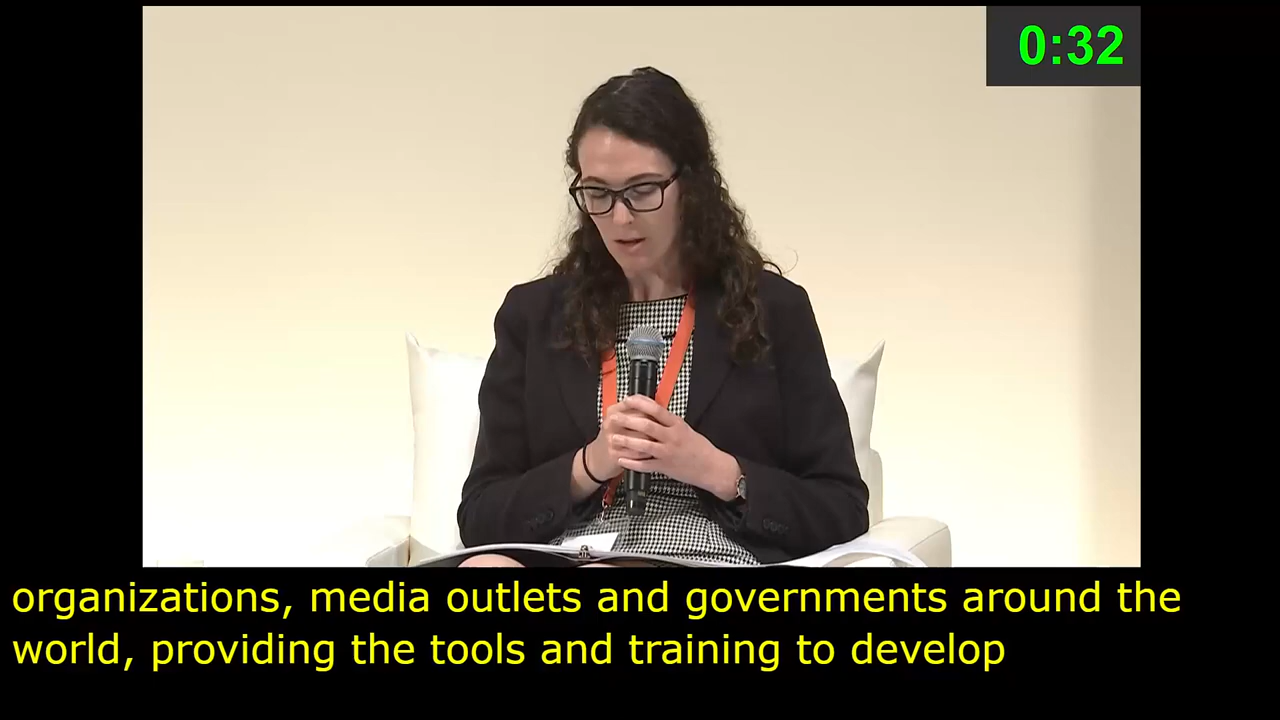 0:32
organizations, media outlets and governments around the
world, providing the tools and training to develop